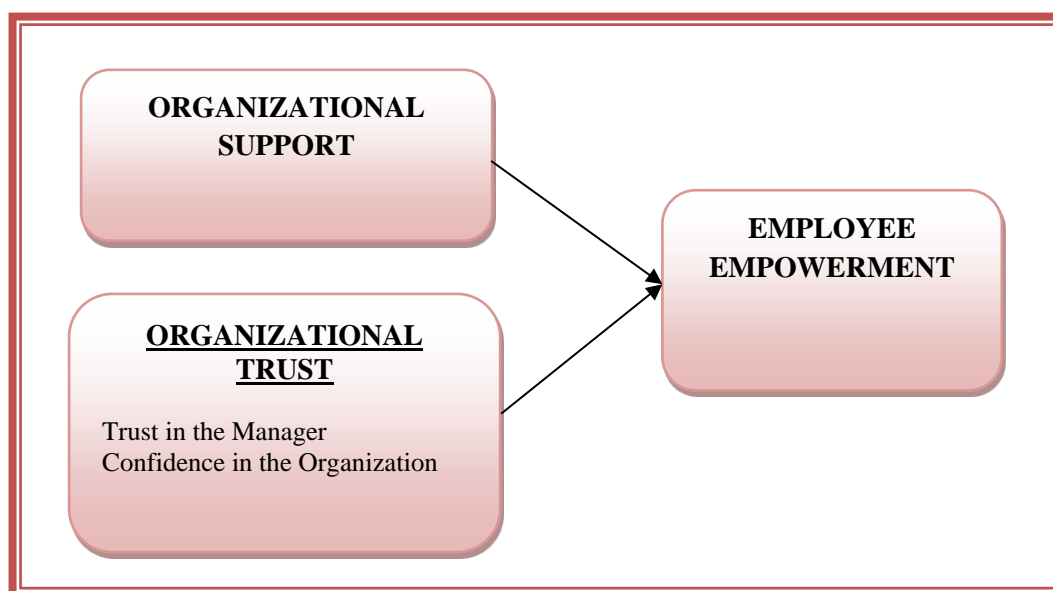 ORGANIZATIONAL
SUPPORT
ORGANIZATIONAL
TRUST
Trust in the Manager
Confidence in the Organization
EMPLOYEE
EMPOWERMENT